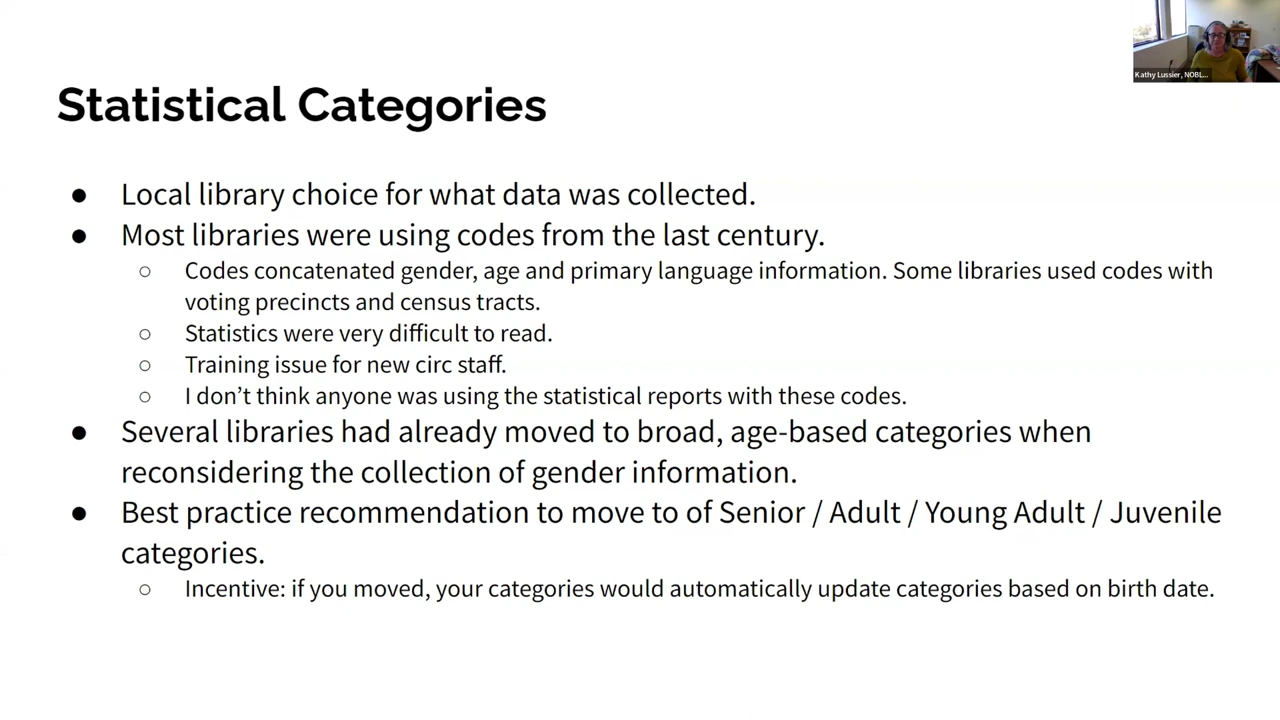 Kathy Lussier, NOBL...
Statistical Categories
● Local library choice for what data was collected.
● Most libraries were using codes from the last century.
○ Codes concatenated gender, age and primary language information. Some libraries used codes with
voting precincts and census tracts.
○ Statistics were very difficult to read.
○ Training issue for new circ staff.
○ I don’t think anyone was using the statistical reports with these codes.
● Several libraries had already moved to broad, age-based categories when
reconsidering the collection of gender information.
● Best practice recommendation to move to of Senior / Adult / Young Adult / Juvenile
categories.
○ Incentive: if you moved, your categories would automatically update categories based on birth date.